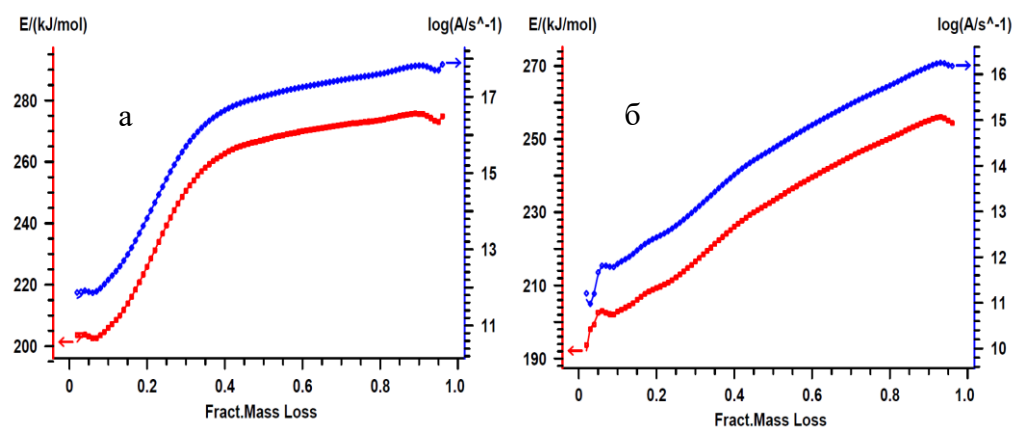 E/(kJ/mol) log(A/s^-1)
280
260
240
220
200
17
15
13
11
а
0 0.2 0.4 0.6 0.8 1.0
Fract.Mass Loss
E/(kJ/mol) log(A/s^-1)
270
250
230
210
190
16
15
14
13
12
11
10
б
0 0.2 0.4 0.6 0.8 1.0
Fract.Mass Loss